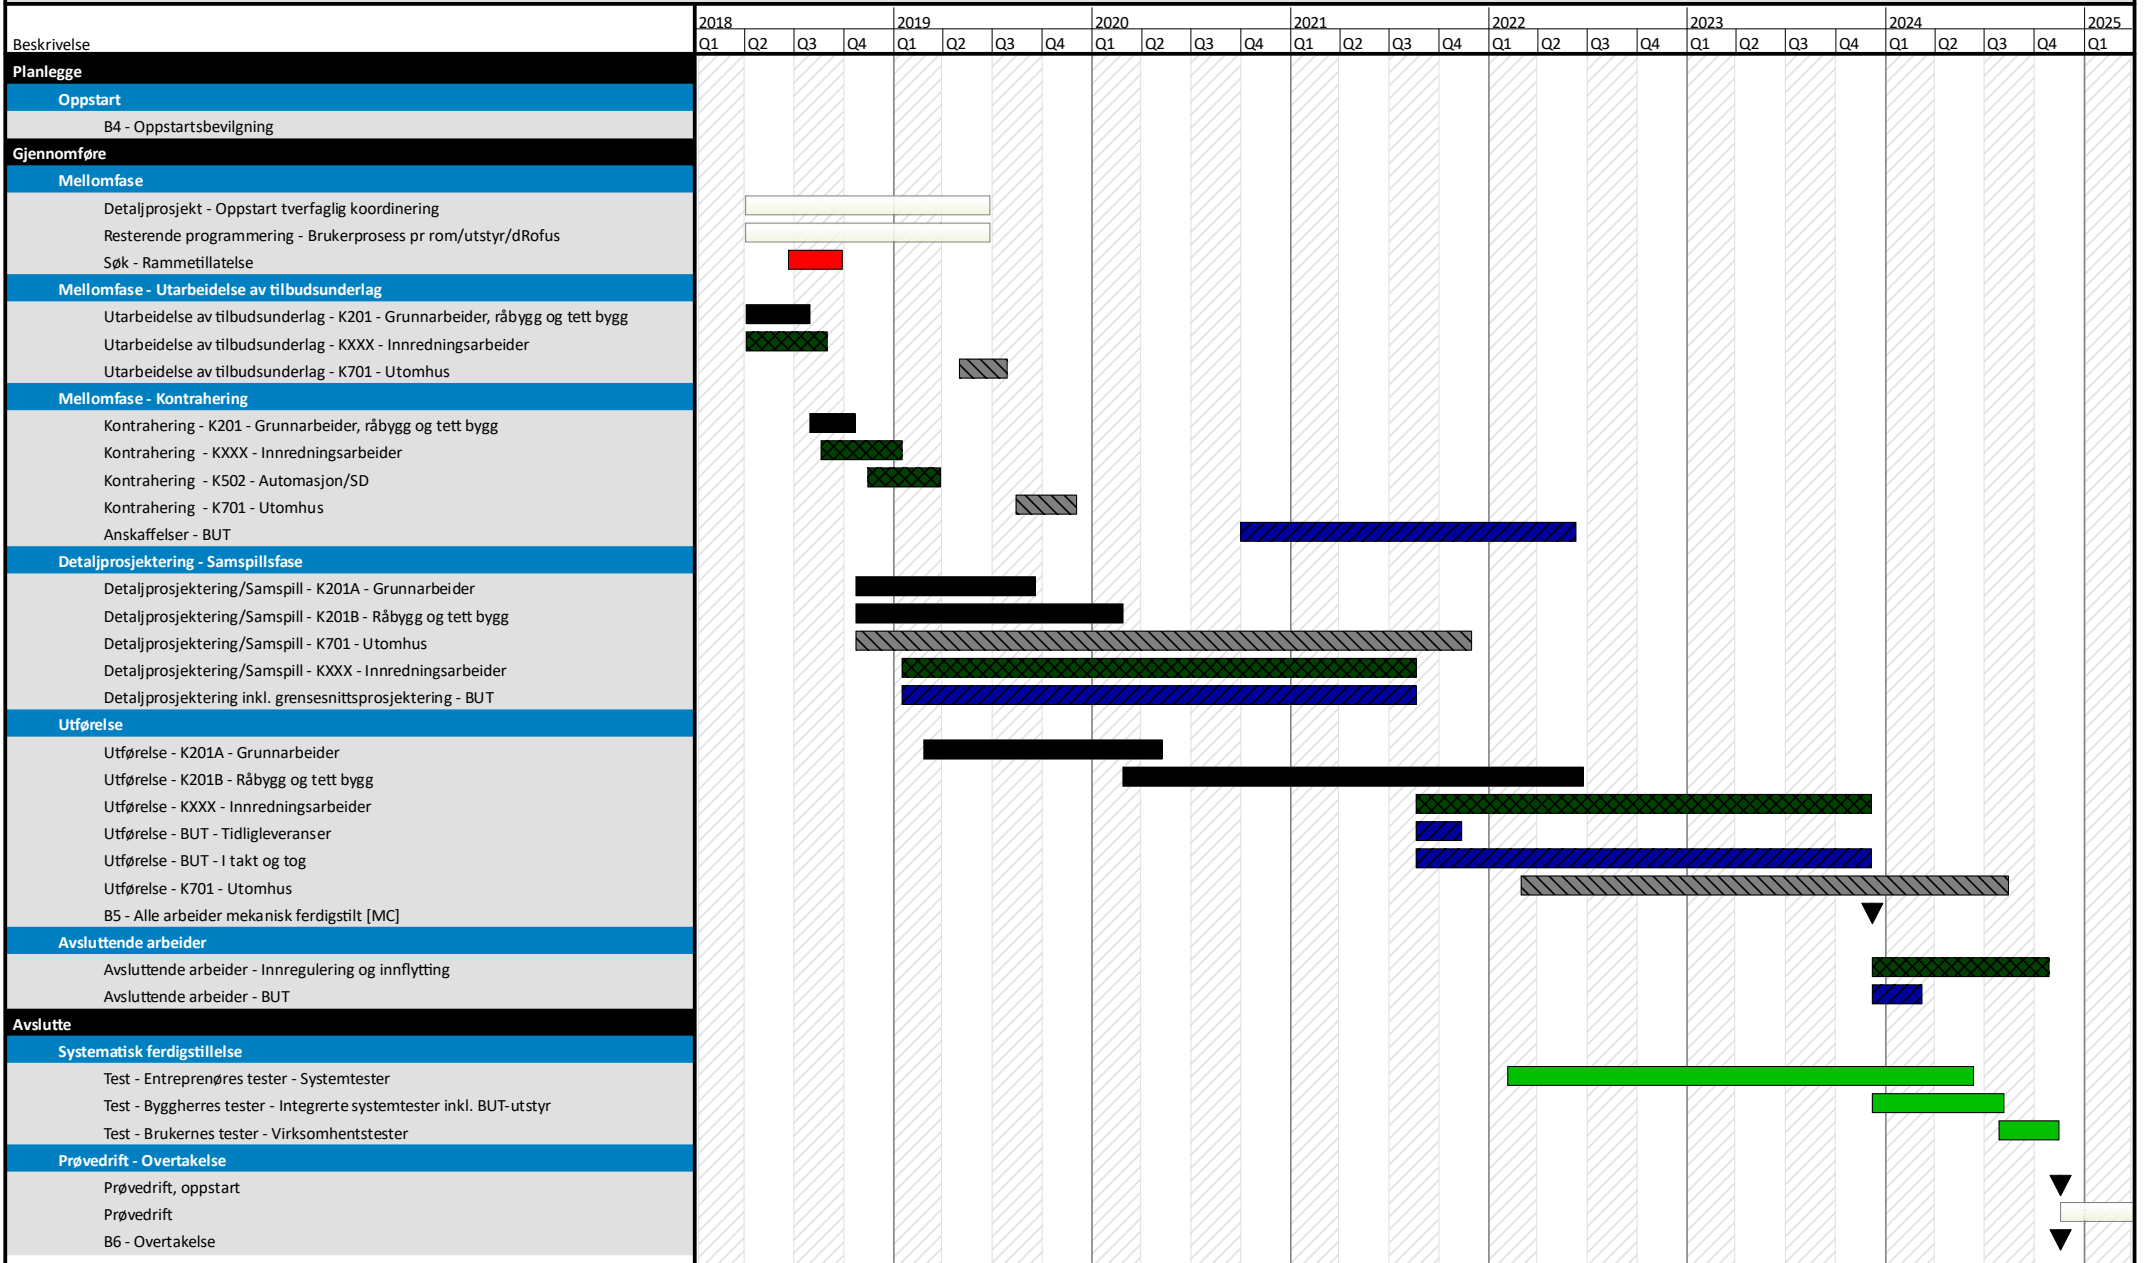 2018 2019 2020 2021 2022 2023 2024 2025
Beskrivelse Q1 Q2 Q3 Q4 Q1 Q2 Q3 Q4 Q1 Q2 Q3 Q4 Q1 Q2 Q3 Q4 Q1 Q2 Q3 Q4 Q1 Q2 Q3 Q4 Q1 Q2 Q3 Q4 Q1
Planlegge
Oppstart
B4 - Oppstartsbevilgning
Gjennomføre
Mellomfase
Detaljprosjekt - Oppstart tverfaglig koordinering
Resterende programmering - Brukerprosess pr rom/utstyr/dRofus
Søk - Rammetillatelse
Mellomfase - Utarbeidelse av tilbudsunderlag
Utarbeidelse av tilbudsunderlag - K201 - Grunnarbeider, råbygg og tett bygg
Utarbeidelse av tilbudsunderlag - KXXX - Innredningsarbeider
Utarbeidelse av tilbudsunderlag - K701 - Utomhus
Mellomfase - Kontrahering
Kontrahering - K201 - Grunnarbeider, råbygg og tett bygg
Kontrahering - KXXX - Innredningsarbeider
Kontrahering - K502 - Automasjon/SD
Kontrahering - K701 - Utomhus
Anskaffelser - BUT
Detaljprosjektering - Samspillsfase
Detaljprosjektering/Samspill - K201A - Grunnarbeider
Detaljprosjektering/Samspill - K201B - Råbygg og tett bygg
Detaljprosjektering/Samspill - K701 - Utomhus
Detaljprosjektering/Samspill - KXXX - Innredningsarbeider
Detaljprosjektering inkl. grensesnittsprosjektering - BUT
Utførelse
Utførelse - K201A - Grunnarbeider
Utførelse - K201B - Råbygg og tett bygg
Utførelse - KXXX - Innredningsarbeider
Utførelse - BUT - Tidligleveranser
Utførelse - BUT - I takt og tog
Utførelse - K701 - Utomhus
B5 - Alle arbeider mekanisk ferdigstilt [MC]
Avsluttende arbeider
Avsluttende arbeider - Innregulering og innflytting
Avsluttende arbeider - BUT
Avslutte
Systematisk ferdigstillelse
Test - Entreprenøres tester - Systemtester
Test - Byggherres tester - Integrerte systemtester inkl. BUT-utstyr
Test - Brukernes tester - Virksomhentstester
Prøvedrift - Overtakelse
Prøvedrift, oppstart
Prøvedrift
B6 - Overtakelse